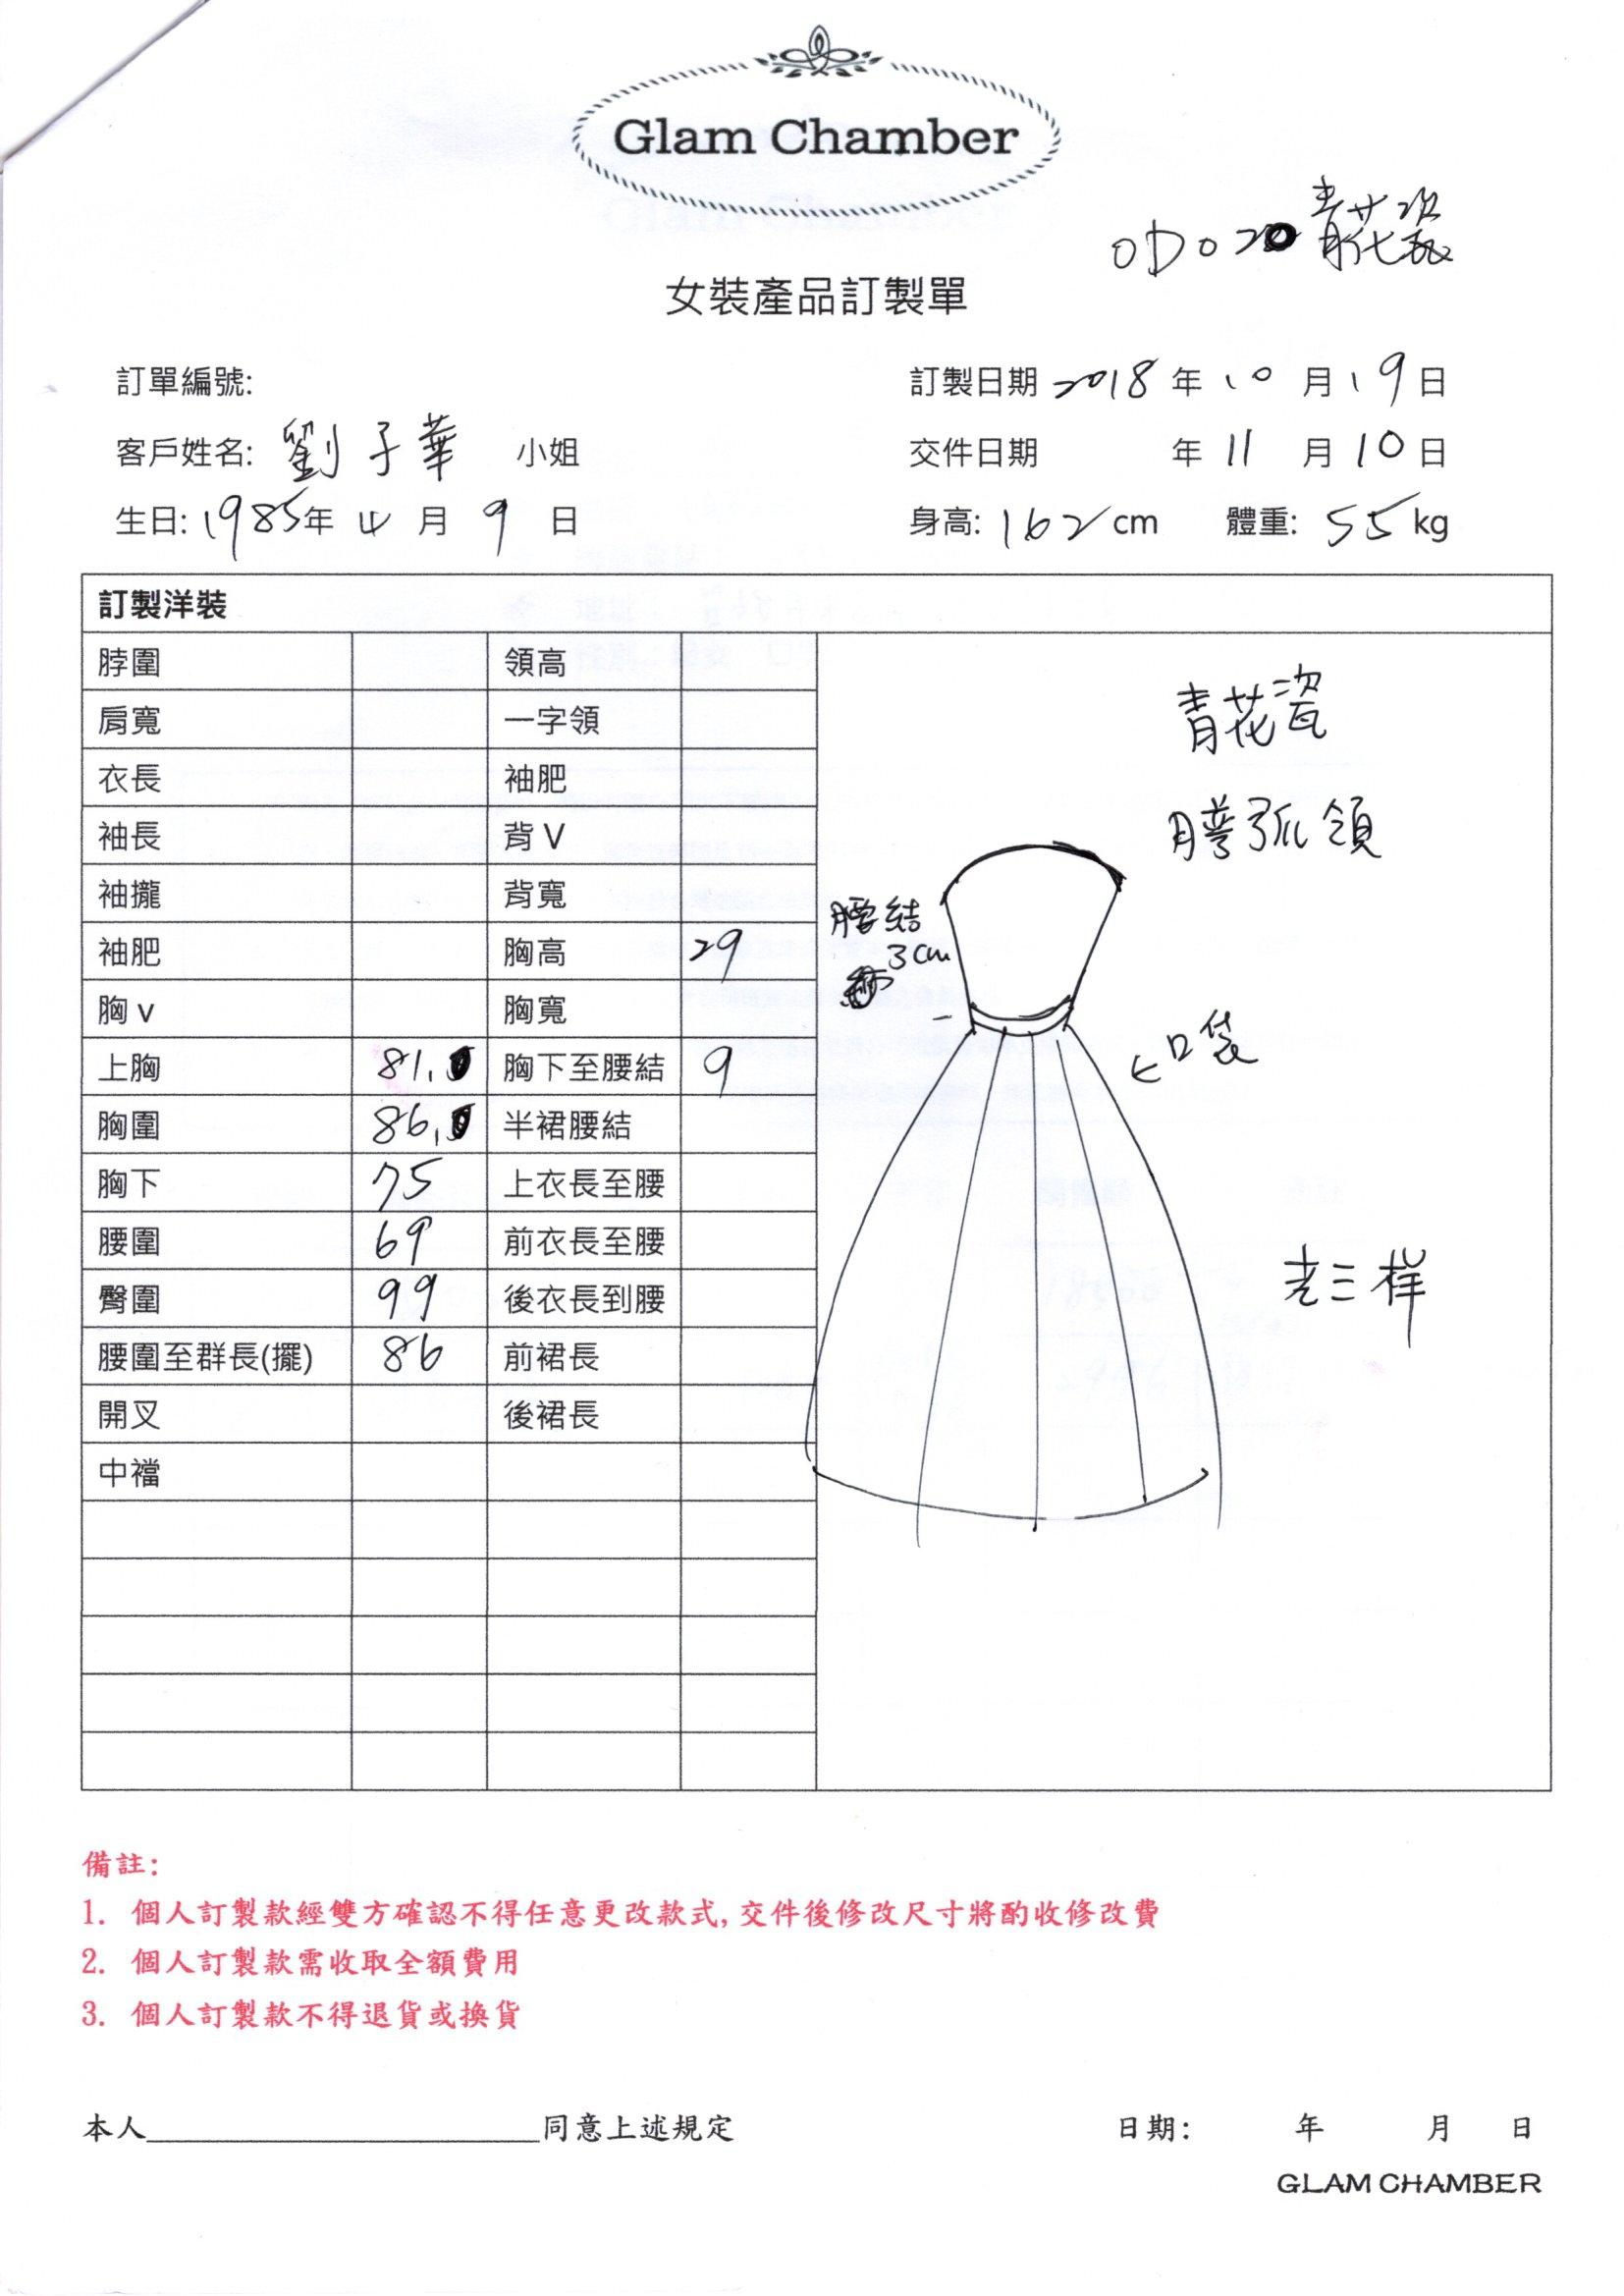 Glam Chamber
OD020 青花瓷
女裝產品訂製單
訂單編號: 訂製日期 2018 年 10 月 19 日
客戶姓名: 劉子華 小姐 交件日期 年 11 月 10 日
生日: 1985年 4 月 9 日 身高: 162 cm 體重: 55 kg
訂製洋裝
脖圍 領高
肩寬 一字領
衣長 袖肥
袖長 背 V
袖攏 背寬
袖肥 胸高 29
胸 v 胸寬
上胸 81. 胸下至腰結 9
胸圍 86. 半裙腰結
胸下 75 上衣長至腰
腰圍 69 前衣長至腰
臀圍 99 後衣長到腰
腰圍至群長(擺) 86 前裙長
開叉 後裙長
中襠
青花瓷
弧領
腰結
3cm
←口袋
三样
備註:
1. 個人訂製款經雙方確認不得任意更改款式, 交件後修改尺寸將酌收修改費
2. 個人訂製款需收取全額費用
3. 個人訂製款不得退貨或換貨
本人____________________同意上述規定 日期: 年 月 日
GLAM CHAMBER